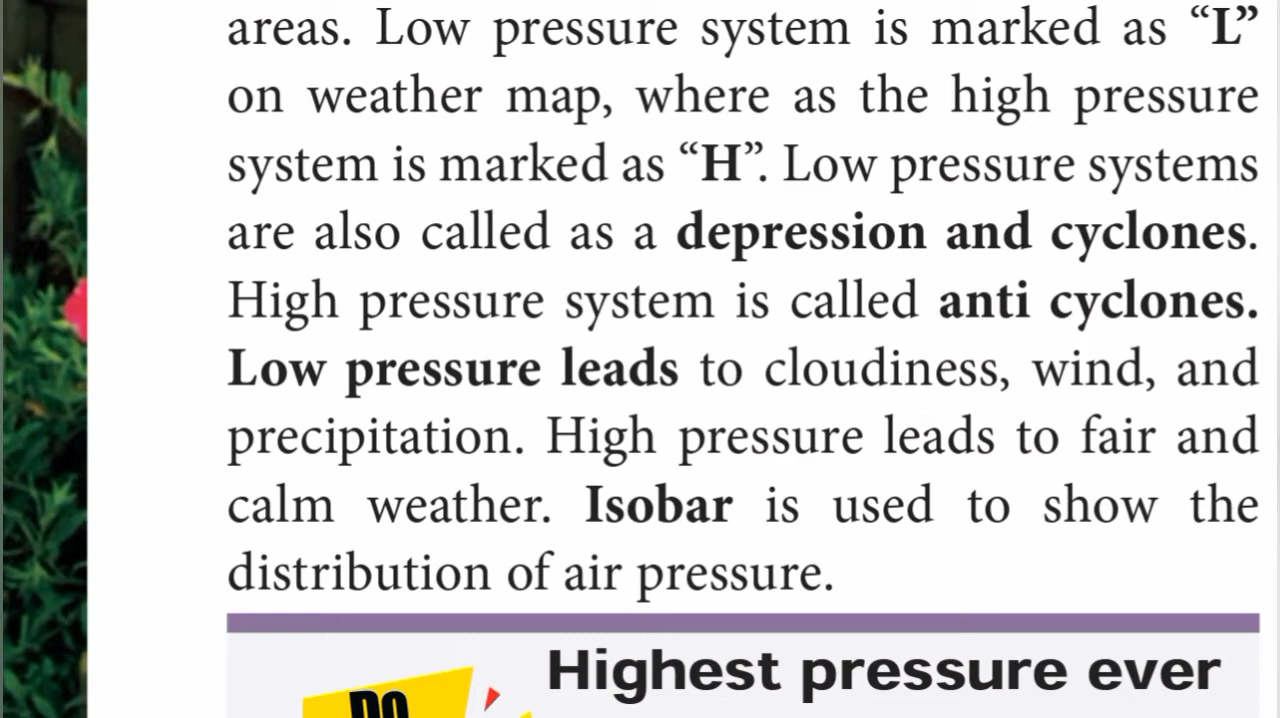 areas. Low pressure system is marked as “L”
on weather map, where as the high pressure
system is marked as “H”. Low pressure systems
are also called as a depression and cyclones.
High pressure system is called anti cyclones.
Low pressure leads to cloudiness, wind, and
precipitation. High pressure leads to fair and
calm weather. Isobar is used to show the
distribution of air pressure.
Highest pressure ever
DO